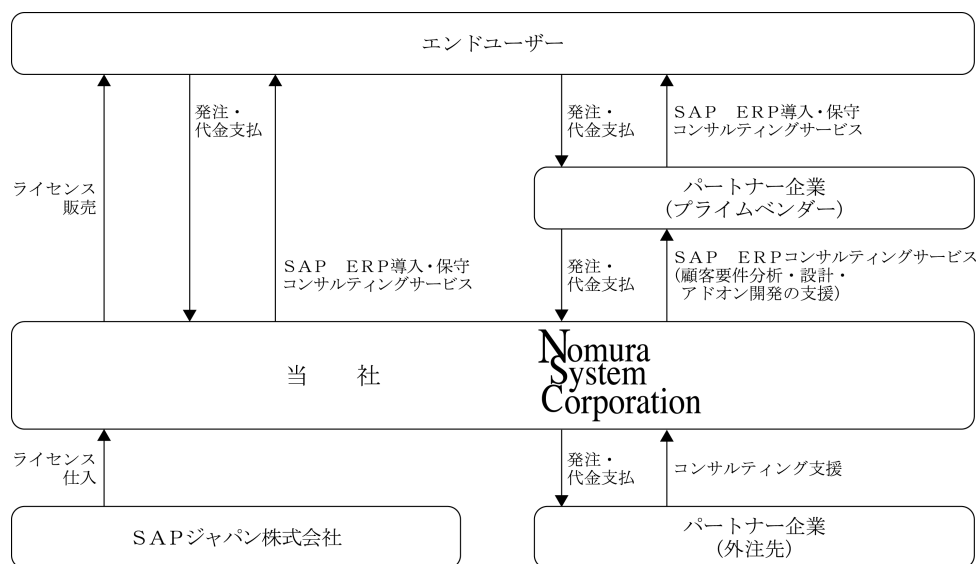 エンドユーザー
発注・
代金支払
発注・
代金支払
ＳＡＰ　ＥＲＰ導入・保守
コンサルティングサービス
ライセンス
販売
パートナー企業
(プライムベンダー)
ＳＡＰ　ＥＲＰ導入・保守
コンサルティングサービス
発注・
代金支払
ＳＡＰ　ＥＲＰコンサルティングサービス
(顧客要件分析・設計・
アドオン開発の支援)
当　　社
Nomura
System
Corporation
ライセンス
仕入
発注・
代金支払
コンサルティング支援
ＳＡＰジャパン株式会社
パートナー企業
(外注先)